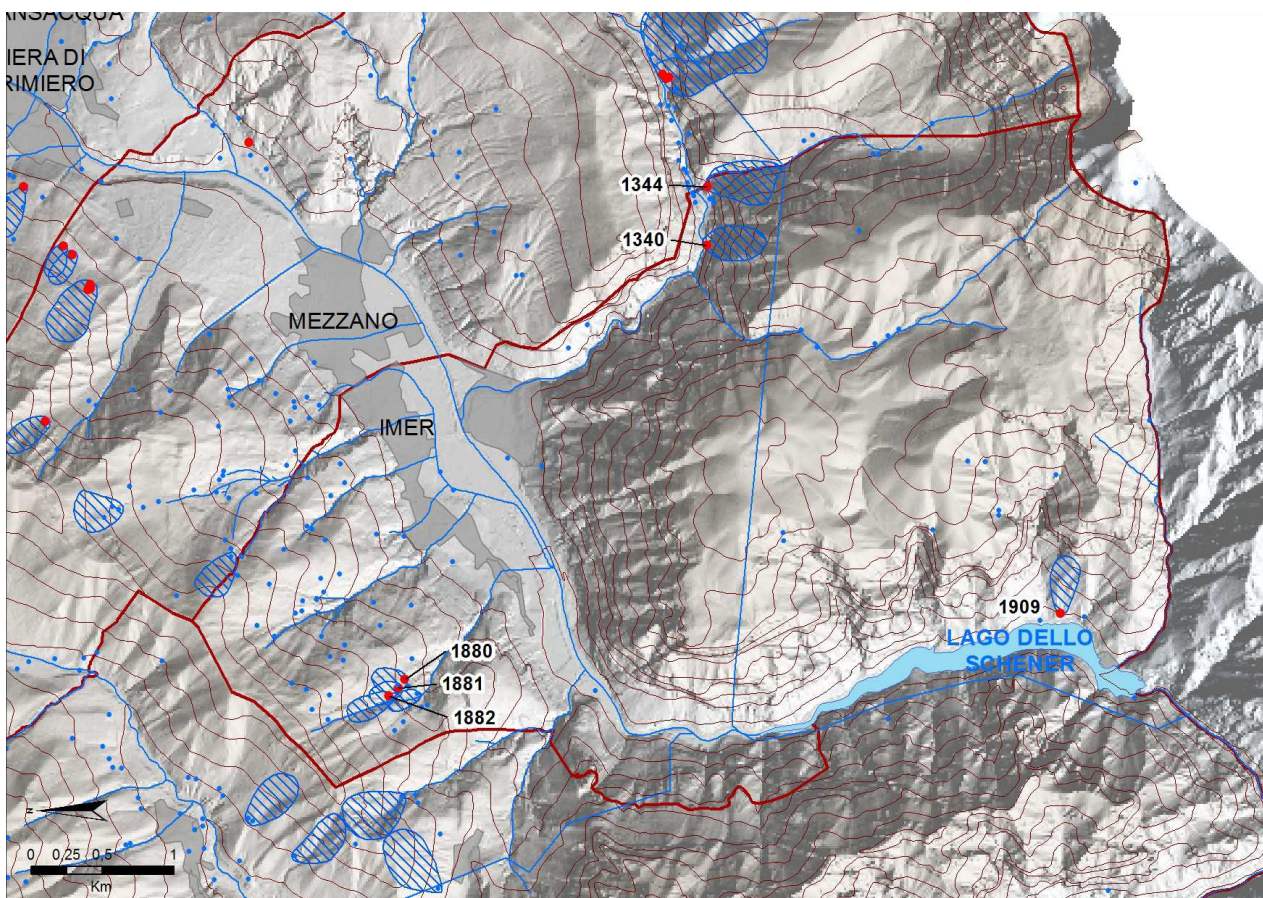 ANSACQUA
IERA DI
RIMIERO
1344
1340
MEZZANO
IMER
1909
LAGO DELLO
SCHENER
1880
1881
1882
z
0 0,25 0,5 1
Km